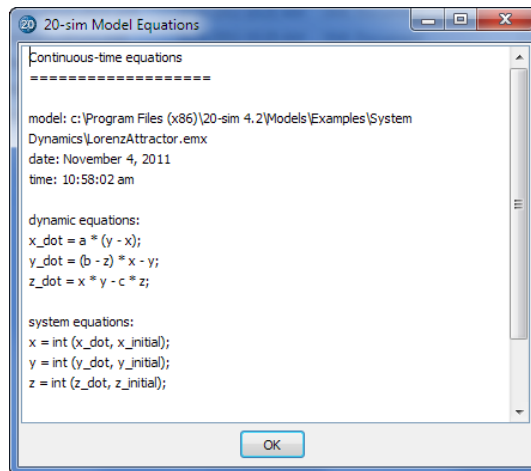 20-sim Model Equations
Continuous-time equations
===================
model: c:\Program Files (x86)\20-sim 4.2\Models\Examples\System
Dynamics\LorenzAttractor.emx
date: November 4, 2011
time: 10:58:02 am
dynamic equations:
x_dot = a * (y - x);
y_dot = (b - z) * x - y;
z_dot = x * y - c * z;
system equations:
x = int (x_dot, x_initial);
y = int (y_dot, y_initial);
z = int (z_dot, z_initial);
OK